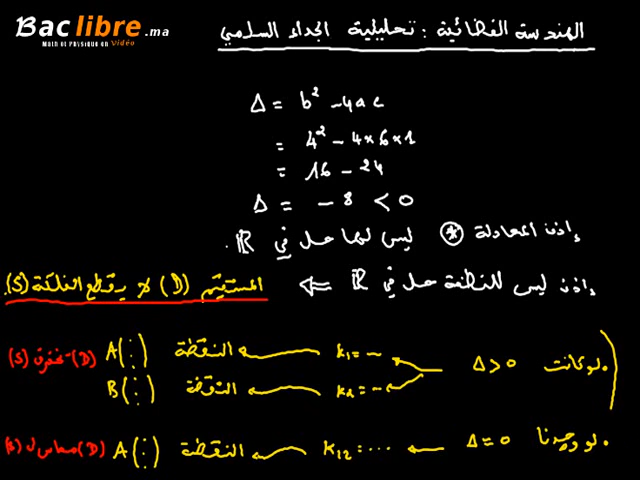 Bac libre.ma
Math et Physique en Vidéo
الهندسة الفضائية : تحليلية الجداء السلمي
Δ = b² - 4ac
= 4² - 4×6×1
= 16 - 24
Δ = - 8 < 0
إذن المعادلة * ليس لها حل في ℝ.
إذن ليس للنظمة حل في ℝ ⇐ المستقيم (D) لا يقطع الفلكة (S).
لو كانت Δ > 0 k₁ = - النقطة A(⋮) (D) تخترق (S)
k₂ = - النقطة B(⋮)
لو وجدنا Δ = 0 k₁₂ = ... النقطة A(⋮) (D) مماس ل (S)